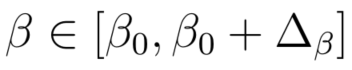 β ∈ [β₀, β₀ + Δ_β]